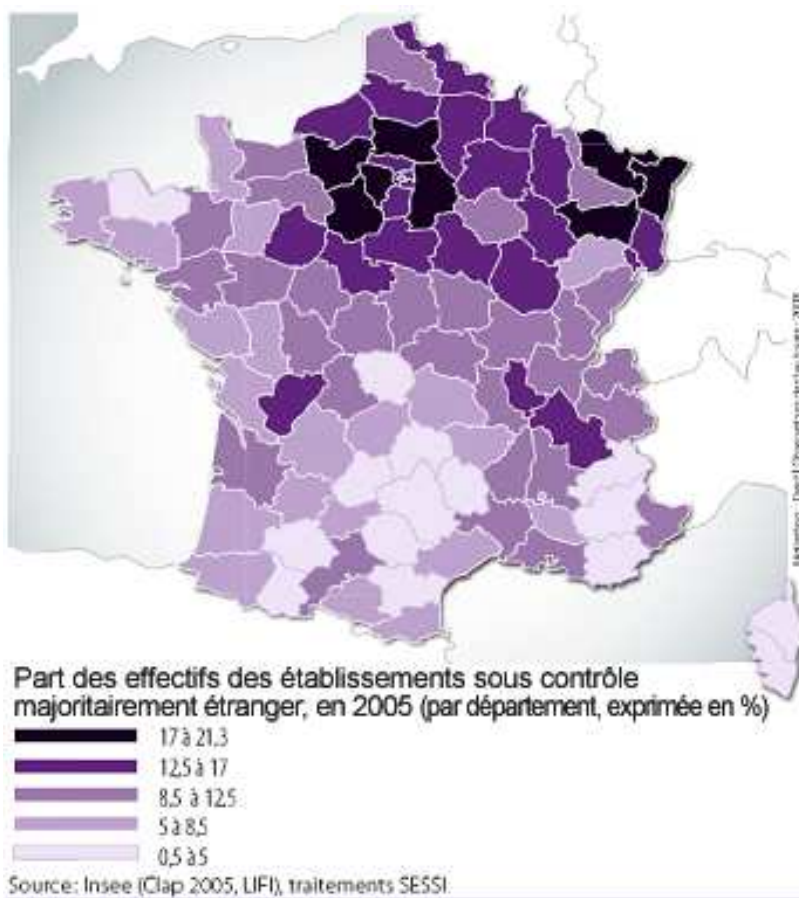 Part des effectifs des établissements sous contrôle
majoritairement étranger, en 2005 (par département, exprimée en %)
17 à 21,3
12,5 à 17
8,5 à 12,5
5 à 8,5
0,5 à 5
Source: Insee (Clap 2005, LIFI), traitements SESSI